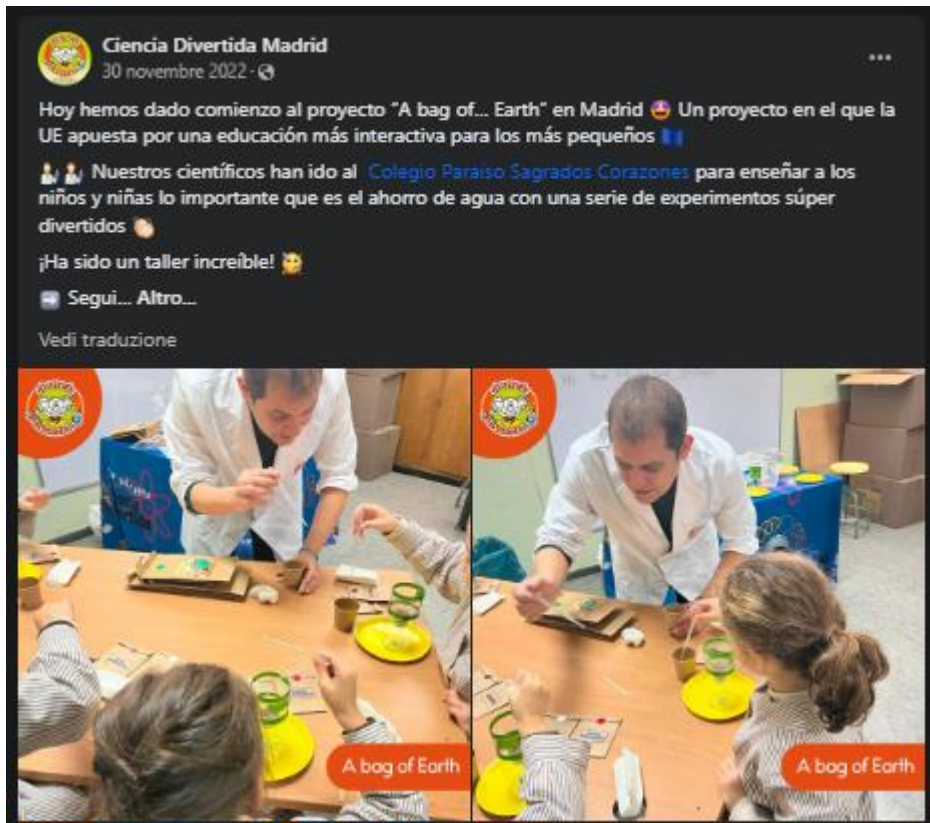 Ciencia Divertida Madrid
30 novembre 2022 ·
Hoy hemos dado comienzo al proyecto "A bag of... Earth" en Madrid 🤩 Un proyecto en el que la
UE apuesta por una educación más interactiva para los más pequeños
Nuestros científicos han ido al Colegio Paraíso Sagrados Corazones para enseñar a los
niños y niñas lo importante que es el ahorro de agua con una serie de experimentos súper
divertidos 👏🏻
¡Ha sido un taller increíble! 🥳
➡️ Segui... Altro...
Vedi traduzione
A bag of Earth
A bag of Earth